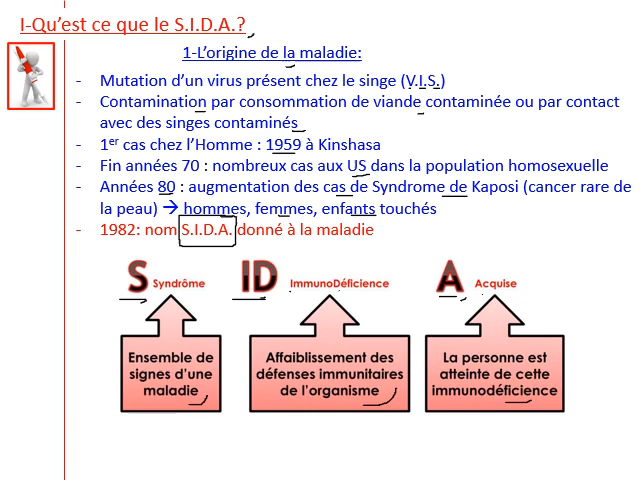 I-Qu'est ce que le S.I.D.A.?
1-L'origine de la maladie:
- Mutation d'un virus présent chez le singe (V.I.S.)
- Contamination par consommation de viande contaminée ou par contact
avec des singes contaminés
- 1er cas chez l'Homme : 1959 à Kinshasa
- Fin années 70 : nombreux cas aux US dans la population homosexuelle
- Années 80 : augmentation des cas de Syndrome de Kaposi (cancer rare de
la peau) → hommes, femmes, enfants touchés
- 1982: nom S.I.D.A. donné à la maladie
S Syndrôme ID ImmunoDéficience A Acquise
Ensemble de
signes d'une
maladie
Affaiblissement des
défenses immunitaires
de l'organisme
La personne est
atteinte de cette
immunodéficience